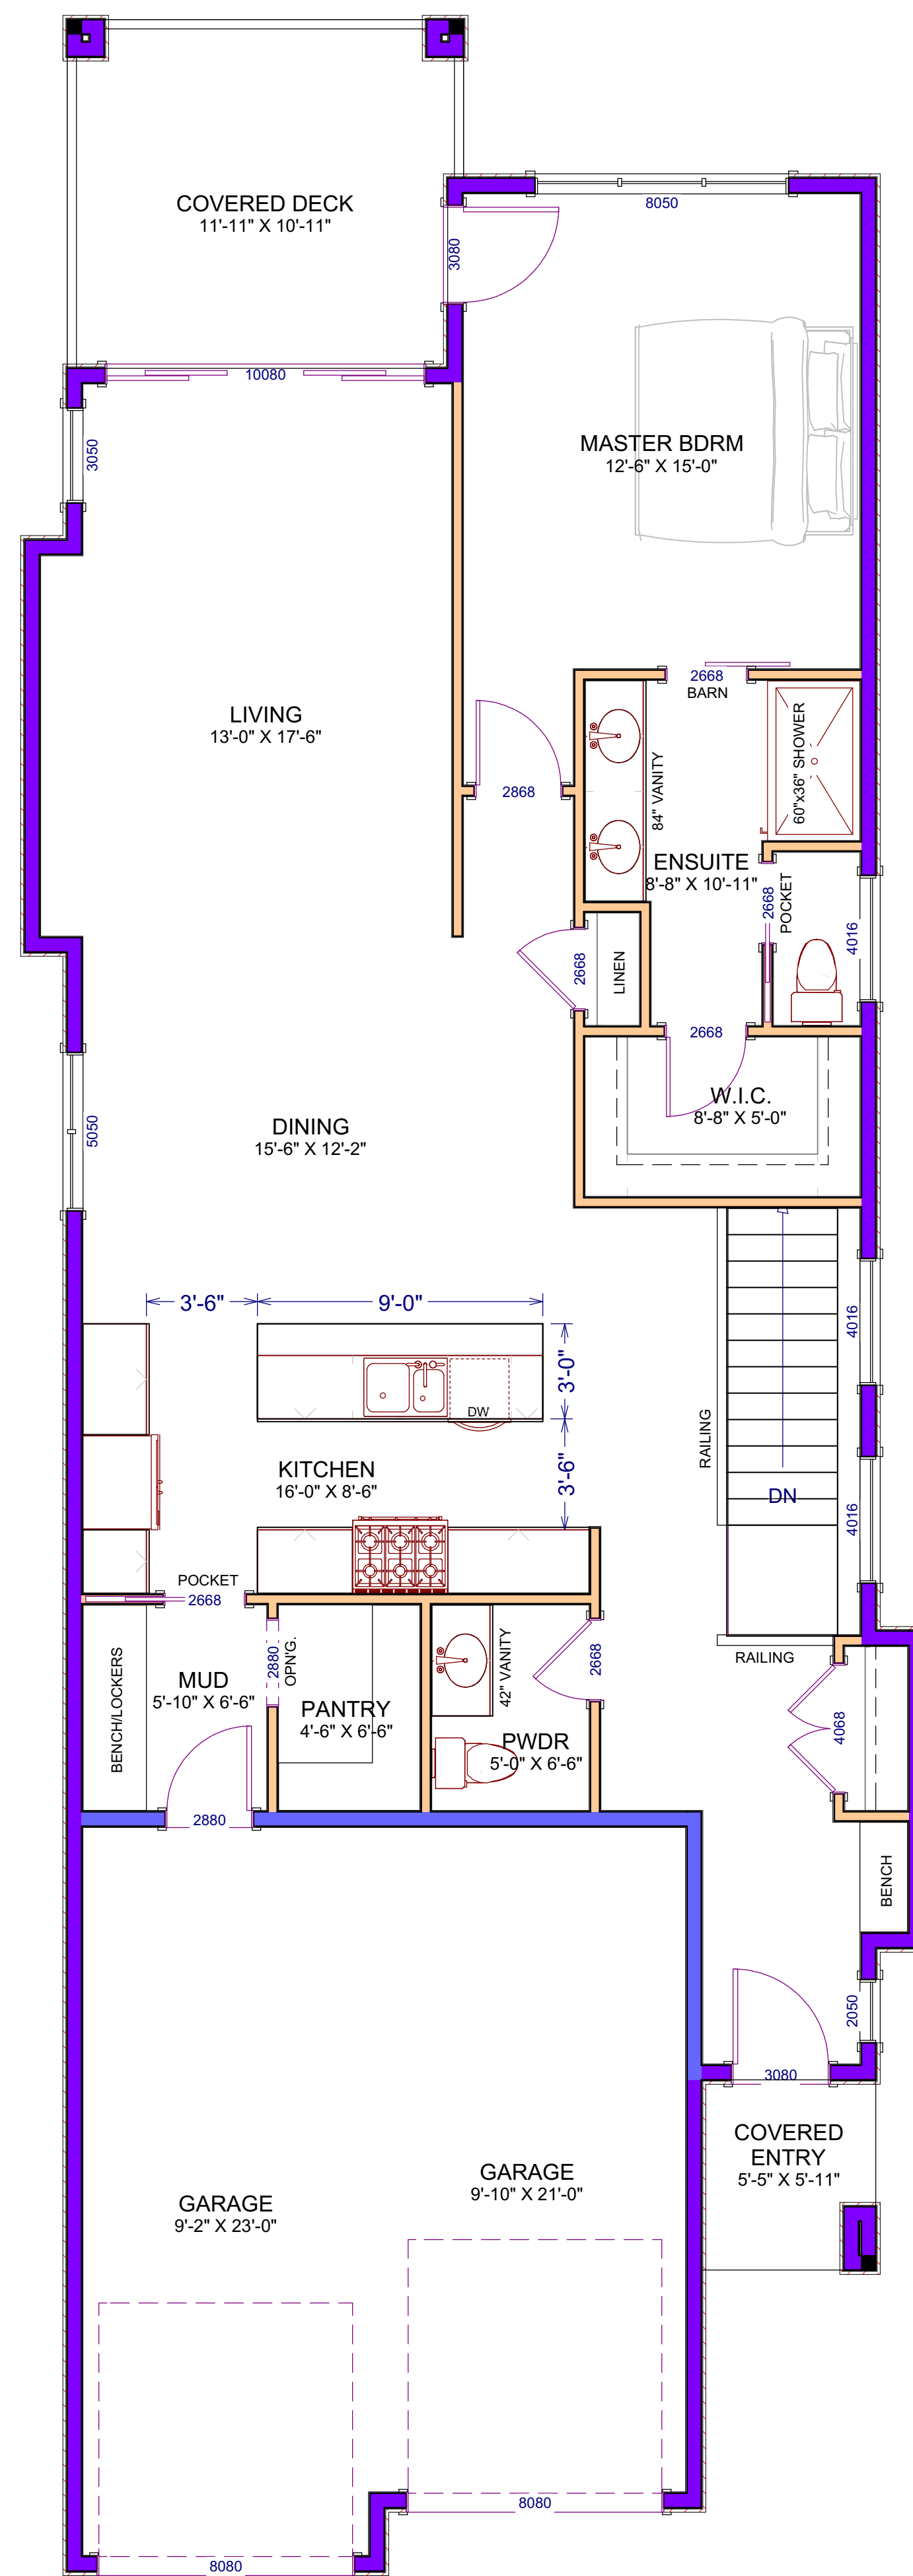 COVERED DECK
11'-11" X 10'-11"
8050
3080
10080
3050
MASTER BDRM
12'-6" X 15'-0"
2668
BARN
LIVING
13'-0" X 17'-6"
60"x36" SHOWER
84" VANITY
2868
ENSUITE
8'-8" X 10'-11"
2668
POCKET
4016
2668
LINEN
2668
W.I.C.
8'-8" X 5'-0"
DINING
15'-6" X 12'-2"
5050
3'-6"
9'-0"
4016
3'-0"
DW
RAILING
KITCHEN
16'-0" X 8'-6"
3'-6"
DN
4016
POCKET
2668
BENCH/LOCKERS
MUD
5'-10" X 6'-6"
2880
OPN'G.
PANTRY
4'-6" X 6'-6"
42" VANITY
2668
PWDR
5'-0" X 6'-6"
RAILING
4068
2880
BENCH
2050
3080
COVERED
ENTRY
5'-5" X 5'-11"
GARAGE
9'-10" X 21'-0"
GARAGE
9'-2" X 23'-0"
8080
8080